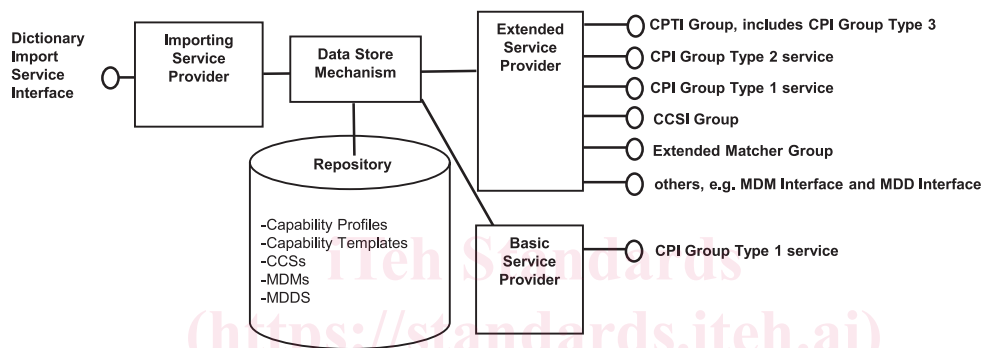 Dictionary
Import
Service
Interface
Importing
Service
Provider
Data Store
Mechanism
Extended
Service
Provider
CPTI Group, includes CPI Group Type 3
CPI Group Type 2 service
CPI Group Type 1 service
CCSI Group
Extended Matcher Group
others, e.g. MDM Interface and MDD Interface
Repository
-Capability Profiles
-Capability Templates
-CCSs
-MDMs
-MDDS
Basic
Service
Provider
CPI Group Type 1 service
iTeh Standards
(https://standards.iteh.ai)